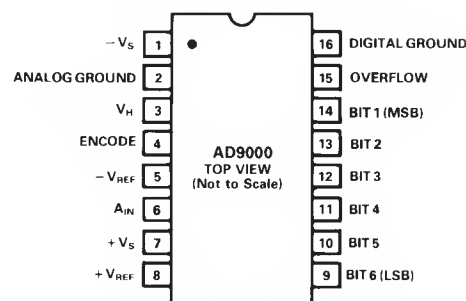 − VS 1
ANALOG GROUND 2
VH 3
ENCODE 4
− VREF 5
AIN 6
+ VS 7
+ VREF 8
AD9000
TOP VIEW
(Not to Scale)
16 DIGITAL GROUND
15 OVERFLOW
14 BIT 1 (MSB)
13 BIT 2
12 BIT 3
11 BIT 4
10 BIT 5
9 BIT 6 (LSB)